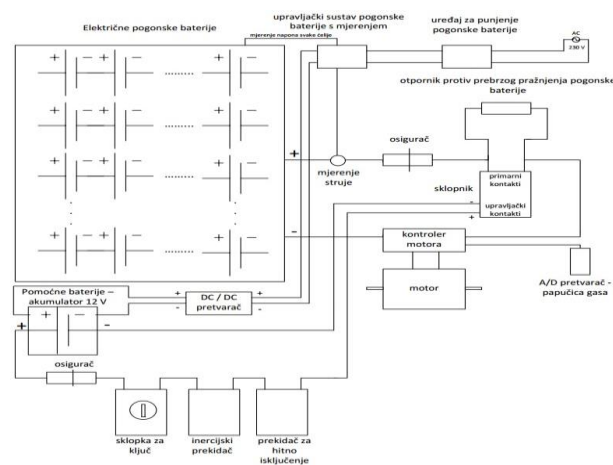 Električne pogonske baterije
upravljački sustav pogonske
baterije s mjerenjem
uređaj za punjenje
pogonske baterije
AC
230 V
mjerenje napona svake ćelije
otpornik protiv prebrzog pražnjenja pogonske
baterije
+ − + − + −
+ − + − + −
+ − + − + −
+ − + − + −
+
-
mjerenje
struje
osigurač
sklopnik
primarni
kontakti
-
+
upravljački
kontakti
kontroler
motora
motor
A/D pretvarač -
papučica gasa
Pomoćne baterije –
akumulator 12 V
+ −
+ -
+
-
DC / DC
pretvarač
+
-
osigurač
sklopka za
ključ
inercijski
prekidač
prekidač za
hitno
isključenje